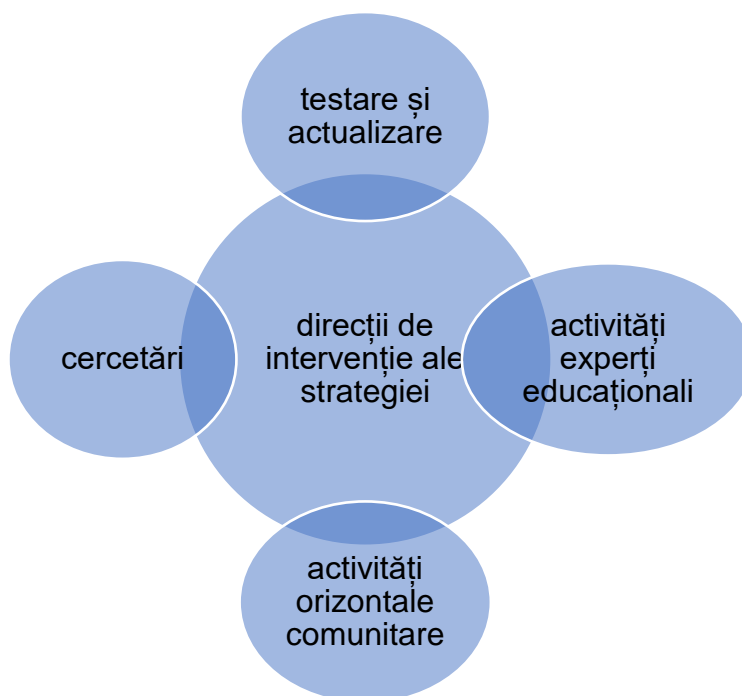 testare și
actualizare
cercetări
direcții de
intervenție ale
strategiei
activități
experți
educaționali
activități
orizontale
comunitare